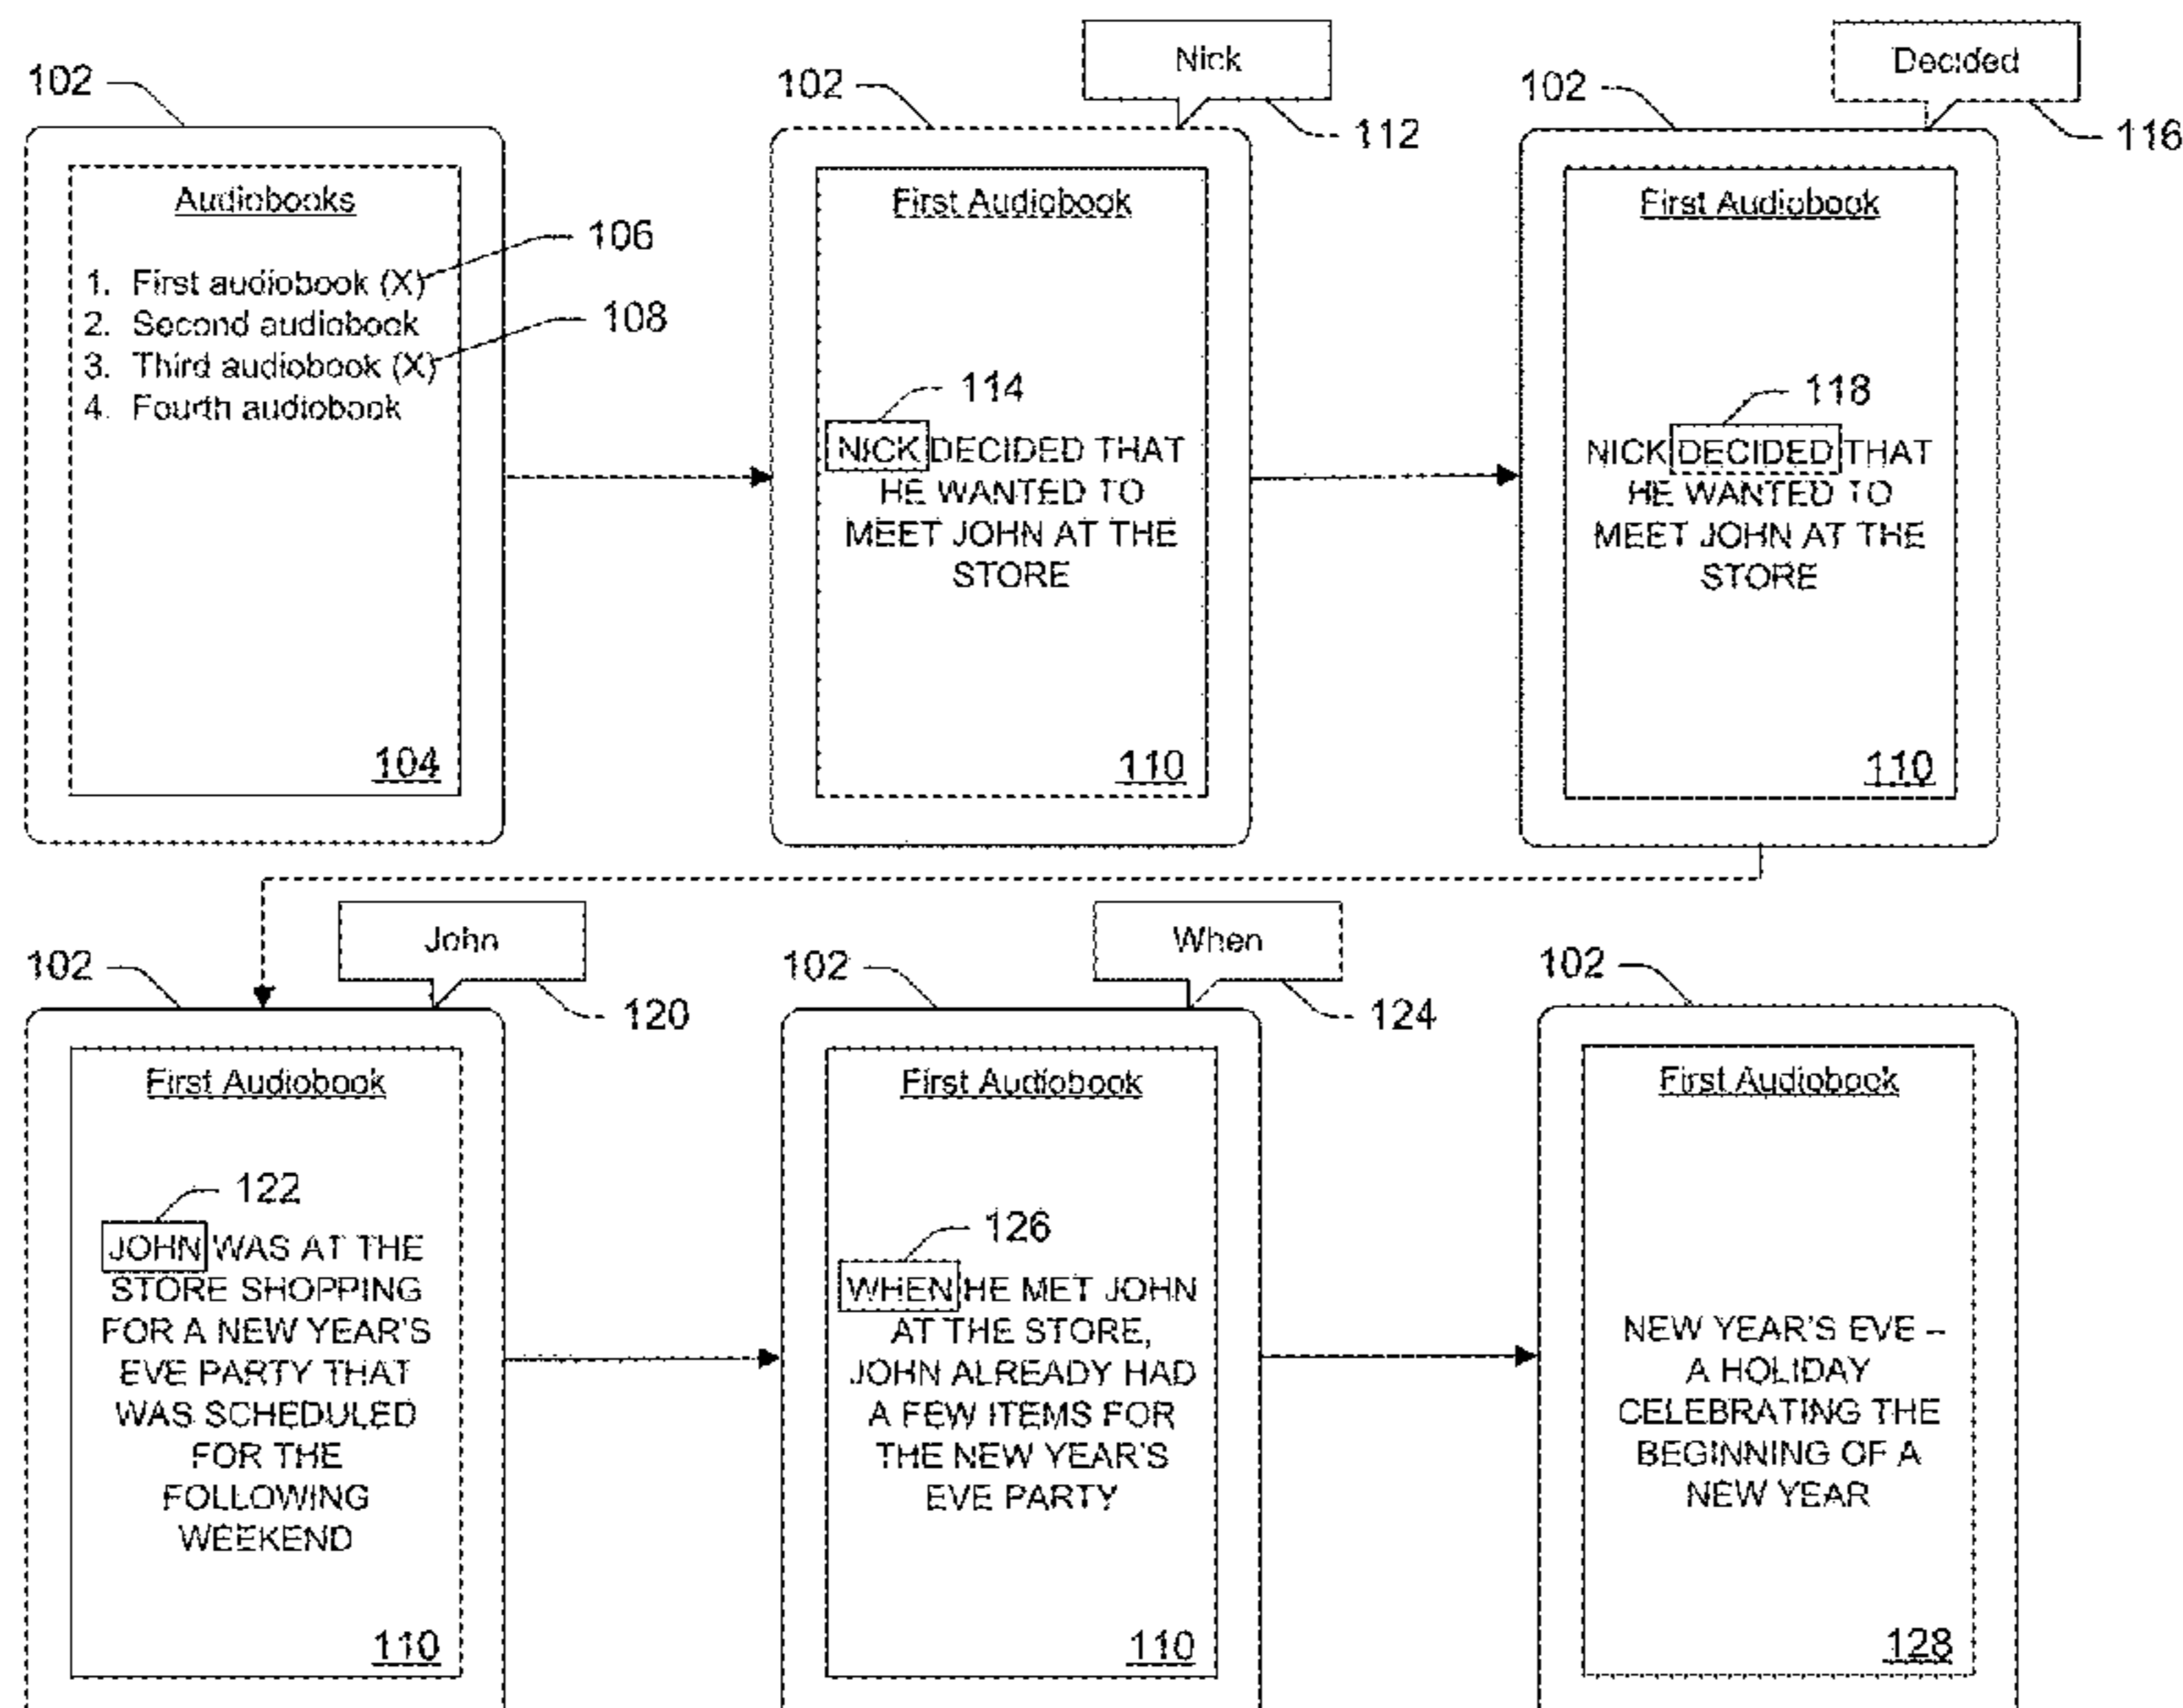 102
Audiobooks
1. First audiobook (X)
2. Second audiobook
3. Third audiobook (X)
4. Fourth audiobook
106
108
104
Nick
102
112
First Audiobook
114
NICK DECIDED THAT
HE WANTED TO
MEET JOHN AT THE
STORE
110
Decided
102
116
First Audiobook
118
NICK DECIDED THAT
HE WANTED TO
MEET JOHN AT THE
STORE
110
John
102
120
First Audiobook
122
JOHN WAS AT THE
STORE SHOPPING
FOR A NEW YEAR'S
EVE PARTY THAT
WAS SCHEDULED
FOR THE
FOLLOWING
WEEKEND
110
When
102
124
First Audiobook
126
WHEN HE MET JOHN
AT THE STORE,
JOHN ALREADY HAD
A FEW ITEMS FOR
THE NEW YEAR'S
EVE PARTY
110
102
First Audiobook
NEW YEAR'S EVE –
A HOLIDAY
CELEBRATING THE
BEGINNING OF A
NEW YEAR
128